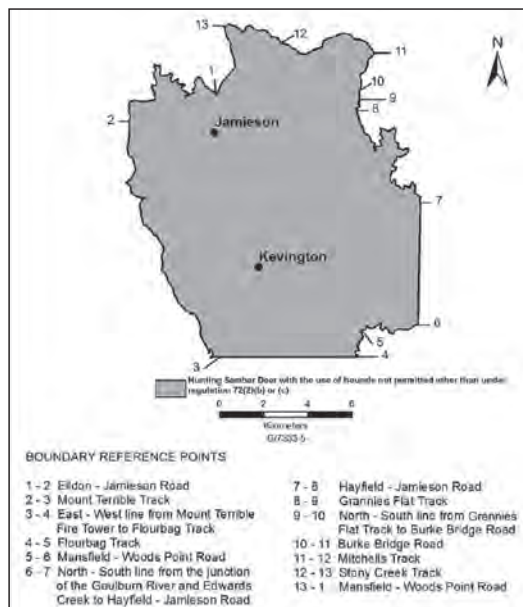 13
12
11
N
1
10
9
8
2
Jamieson
7
Kevington
6
5
3
4
Hunting Sambar Deer with the use of hounds not permitted other than under
regulation 72(2)(b) or (c)
0 2 4 6
Kilometers
G/7333-5
BOUNDARY REFERENCE POINTS
1 - 2 Eildon - Jamieson Road
2 - 3 Mount Terrible Track
3 - 4 East - West line from Mount Terrible
Fire Tower to Flourbag Track
4 - 5 Flourbag Track
5 - 6 Mansfield - Woods Point Road
6 - 7 North - South line from the junction
of the Goulburn River and Edwards
Creek to Hayfield - Jamieson Road
7 - 8 Hayfield - Jamieson Road
8 - 9 Grannies Flat Track
9 - 10 North - South line from Grennies
Flat Track to Burke Bridge Road
10 - 11 Burke Bridge Road
11 - 12 Mitchells Track
12 - 13 Stony Creek Track
13 - 1 Mansfield - Woods Point Road